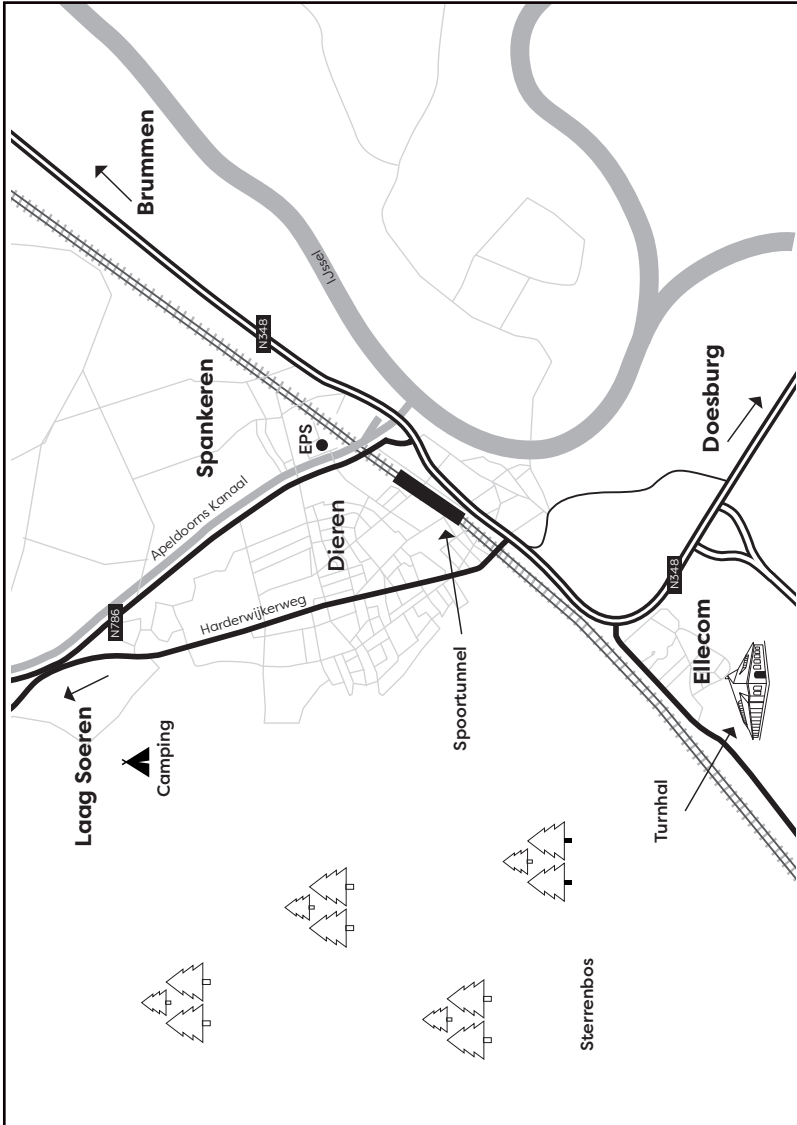 Brummen
IJssel
N348
Spankeren
EPS
Apeldoorns Kanaal
Dieren
Doesburg
N786
Harderwijkerweg
N348
Laag Soeren
Camping
Spoortunnel
Ellecom
Turnhal
Sterrenbos